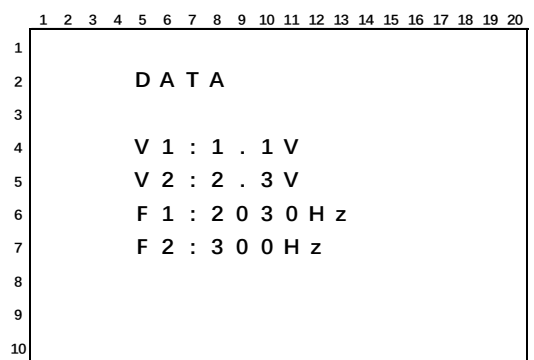 1 2 3 4 5 6 7 8 9 10 11 12 13 14 15 16 17 18 19 20
1
2 D A T A
3
4 V 1 : 1 . 1 V
5 V 2 : 2 . 3 V
6 F 1 : 2 0 3 0 H z
7 F 2 : 3 0 0 H z
8
9
10